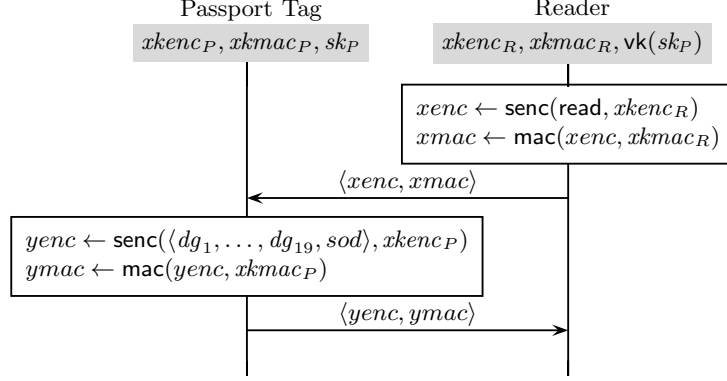 Passport Tag
Reader
xkenc_P, xkmac_P, sk_P
xkenc_R, xkmac_R, vk(sk_P)
xenc ← senc(read, xkenc_R)
xmac ← mac(xenc, xkmac_R)
⟨xenc, xmac⟩
yenc ← senc(⟨dg_1, …, dg_19, sod⟩, xkenc_P)
ymac ← mac(yenc, xkmac_P)
⟨yenc, ymac⟩